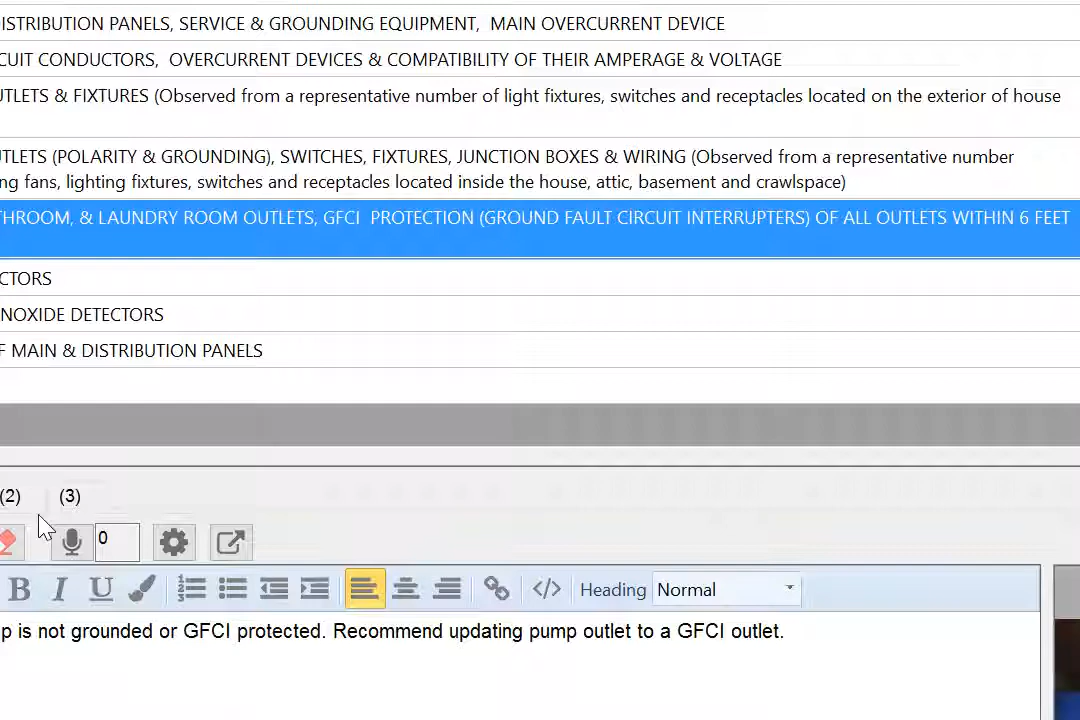 ISTRIBUTION PANELS, SERVICE & GROUNDING EQUIPMENT,  MAIN OVERCURRENT DEVICE
CUIT CONDUCTORS,  OVERCURRENT DEVICES & COMPATIBILITY OF THEIR AMPERAGE & VOLTAGE
UTLETS & FIXTURES (Observed from a representative number of light fixtures, switches and receptacles located on the exterior of house
TLETS (POLARITY & GROUNDING), SWITCHES, FIXTURES, JUNCTION BOXES & WIRING (Observed from a representative number
ng fans, lighting fixtures, switches and receptacles located inside the house, attic, basement and crawlspace)
THROOM, & LAUNDRY ROOM OUTLETS, GFCI  PROTECTION (GROUND FAULT CIRCUIT INTERRUPTERS) OF ALL OUTLETS WITHIN 6 FEET
CTORS
NOXIDE DETECTORS
F MAIN & DISTRIBUTION PANELS
(2) (3)
0
B I U </> Heading Normal
p is not grounded or GFCI protected. Recommend updating pump outlet to a GFCI outlet.